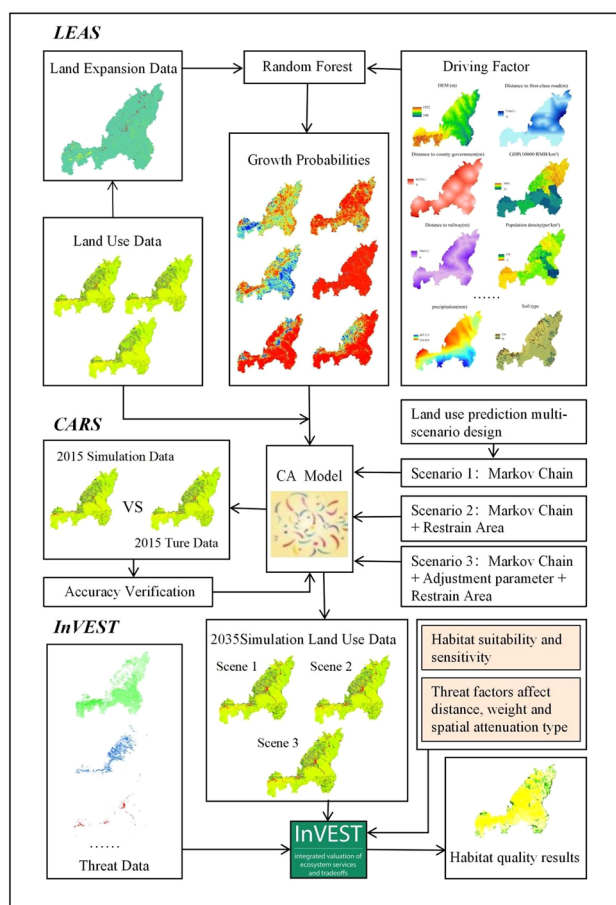 LEAS
Land Expansion Data
Random Forest
Driving Factor
DEM (m)
Distance to first-class road(m)
Growth Probabilities
Distance to county government(m)
GDP(10000 RMB/km²)
Land Use Data
Distance to railway(m)
Population density(per km²)
......
precipitation(mm)
Soil type
CARS
Land use prediction multi-
scenario design
2015 Simulation Data
CA Model
Scenario 1： Markov Chain
VS
Scenario 2： Markov Chain
+ Restrain Area
2015 Ture Data
Scenario 3： Markov Chain
+ Adjustment parameter +
Restrain Area
Accuracy Verification
InVEST
2035Simulation Land Use Data
Habitat suitability and
sensitivity
Scene 1
Scene 2
Threat factors affect
distance, weight and
spatial attenuation type
Scene 3
......
Threat Data
InVEST
integrated valuation of
ecosystem services
and tradeoffs
Habitat quality results